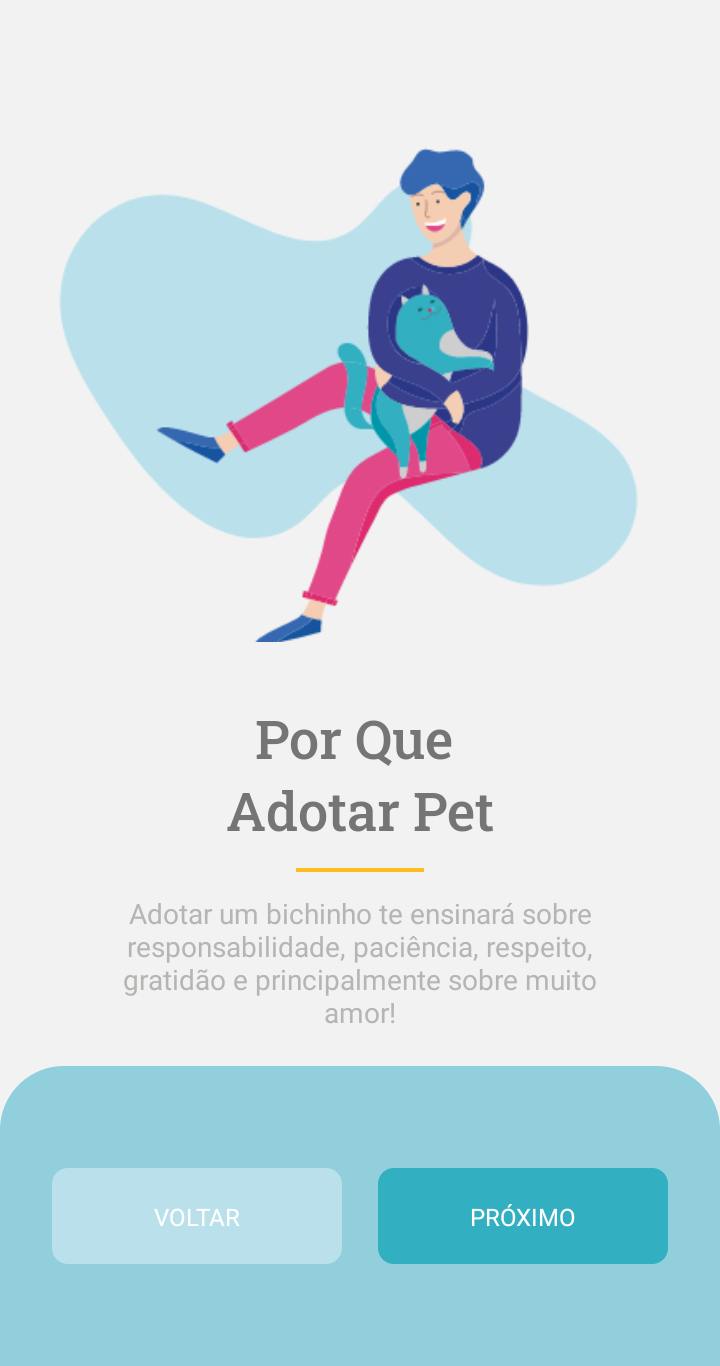 Por Que
Adotar Pet
Adotar um bichinho te ensinará sobre
responsabilidade, paciência, respeito,
gratidão e principalmente sobre muito
amor!
VOLTAR
PRÓXIMO